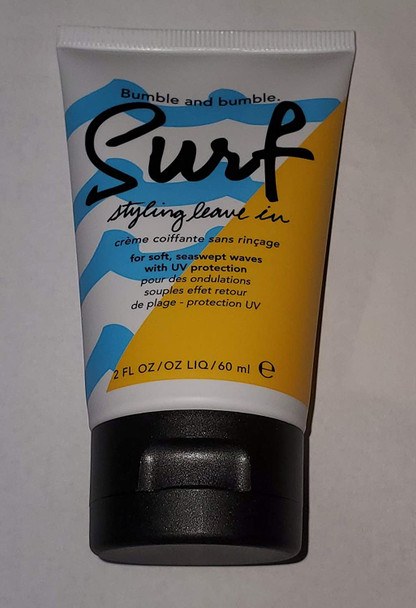 Bumble and bumble.
Surf
styling leave in
crème coiffante sans rinçage
for soft, seaswept waves
with UV protection
pour des ondulations
souples effet retour
de plage - protection UV
2 FL OZ/OZ LIQ/60 ml ℮